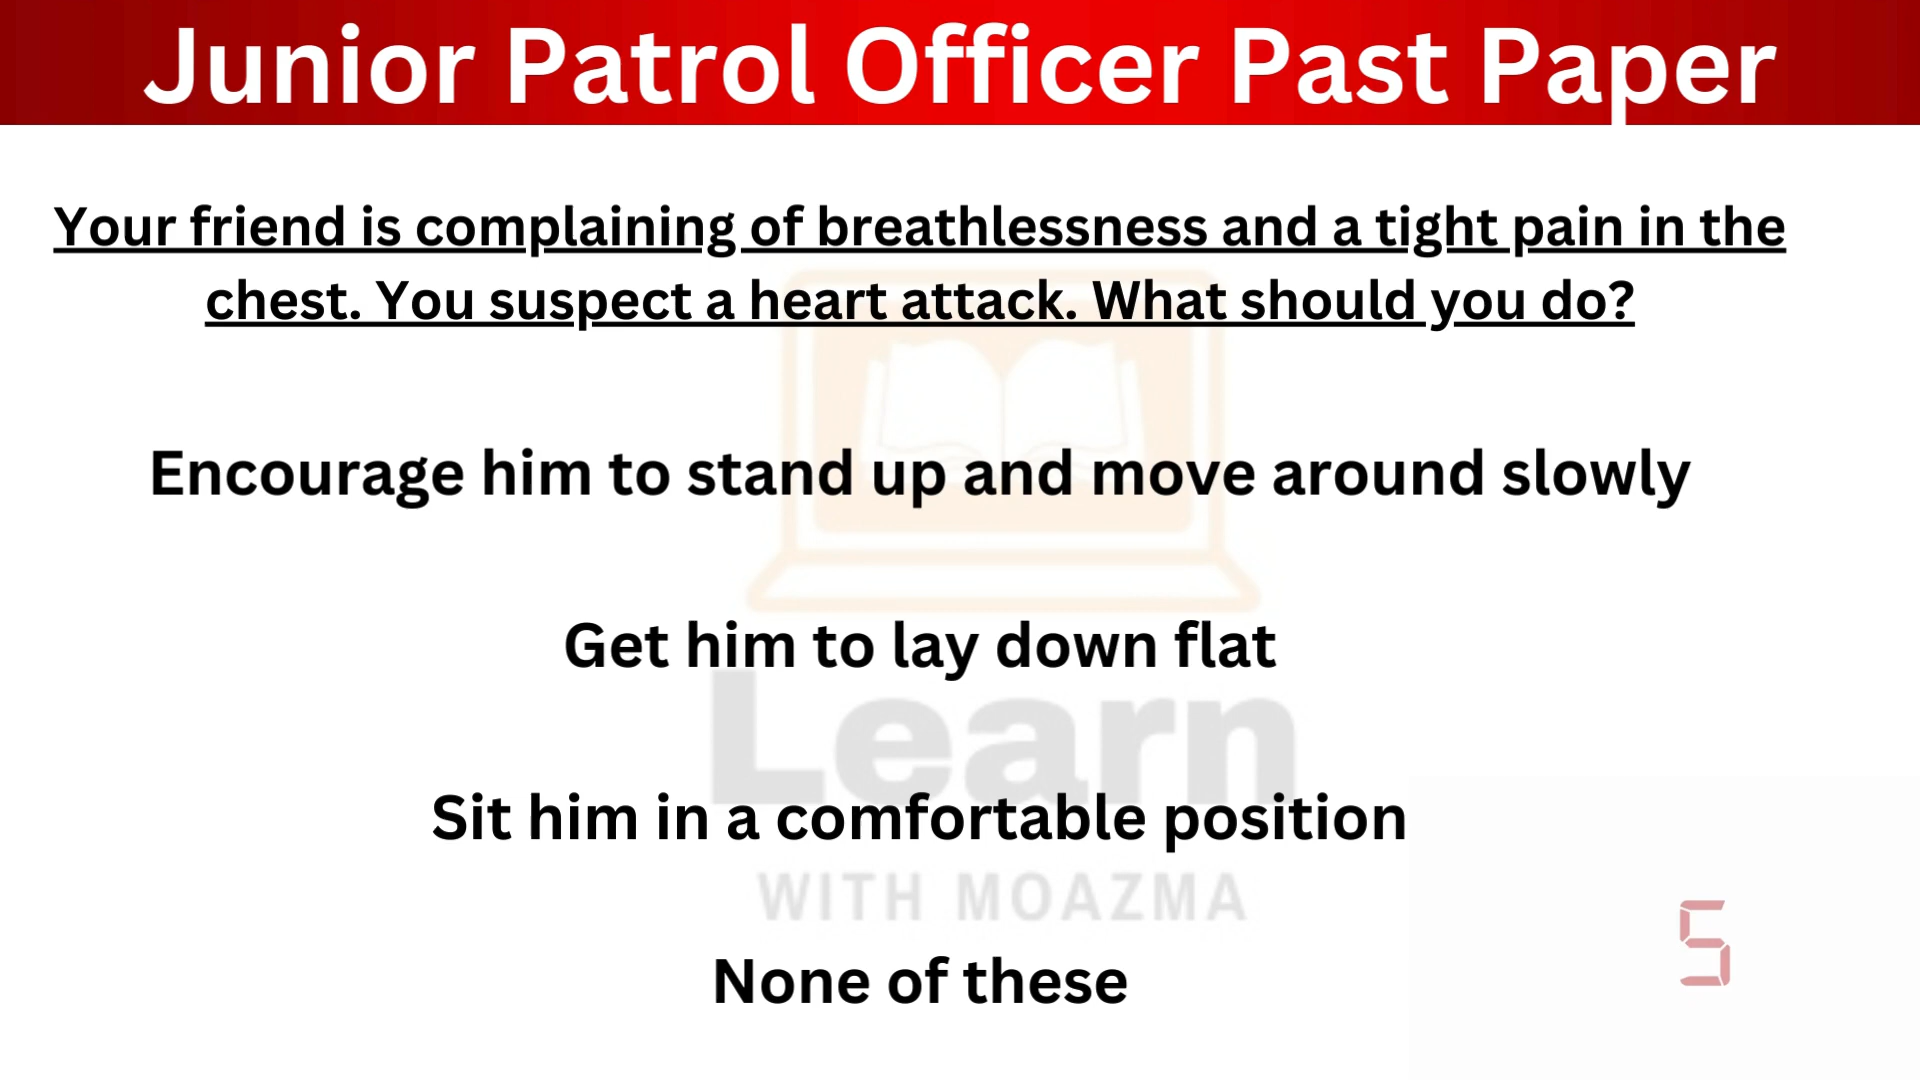 Junior Patrol Officer Past Paper
Your friend is complaining of breathlessness and a tight pain in the
chest. You suspect a heart attack. What should you do?
Encourage him to stand up and move around slowly
Get him to lay down flat
Learn
Sit him in a comfortable position
WITH MOAZMA
5
None of these